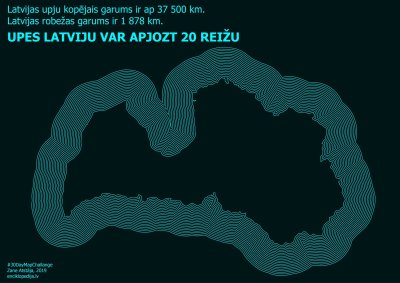 Latvijas upju kopējais garums ir ap 37 500 km.
Latvijas robežas garums ir 1 878 km.
UPES LATVIJU VAR APJOZT 20 REIŽU
#30DayMapChallenge
Zane Atstāja, 2019
enciklopedija.lv